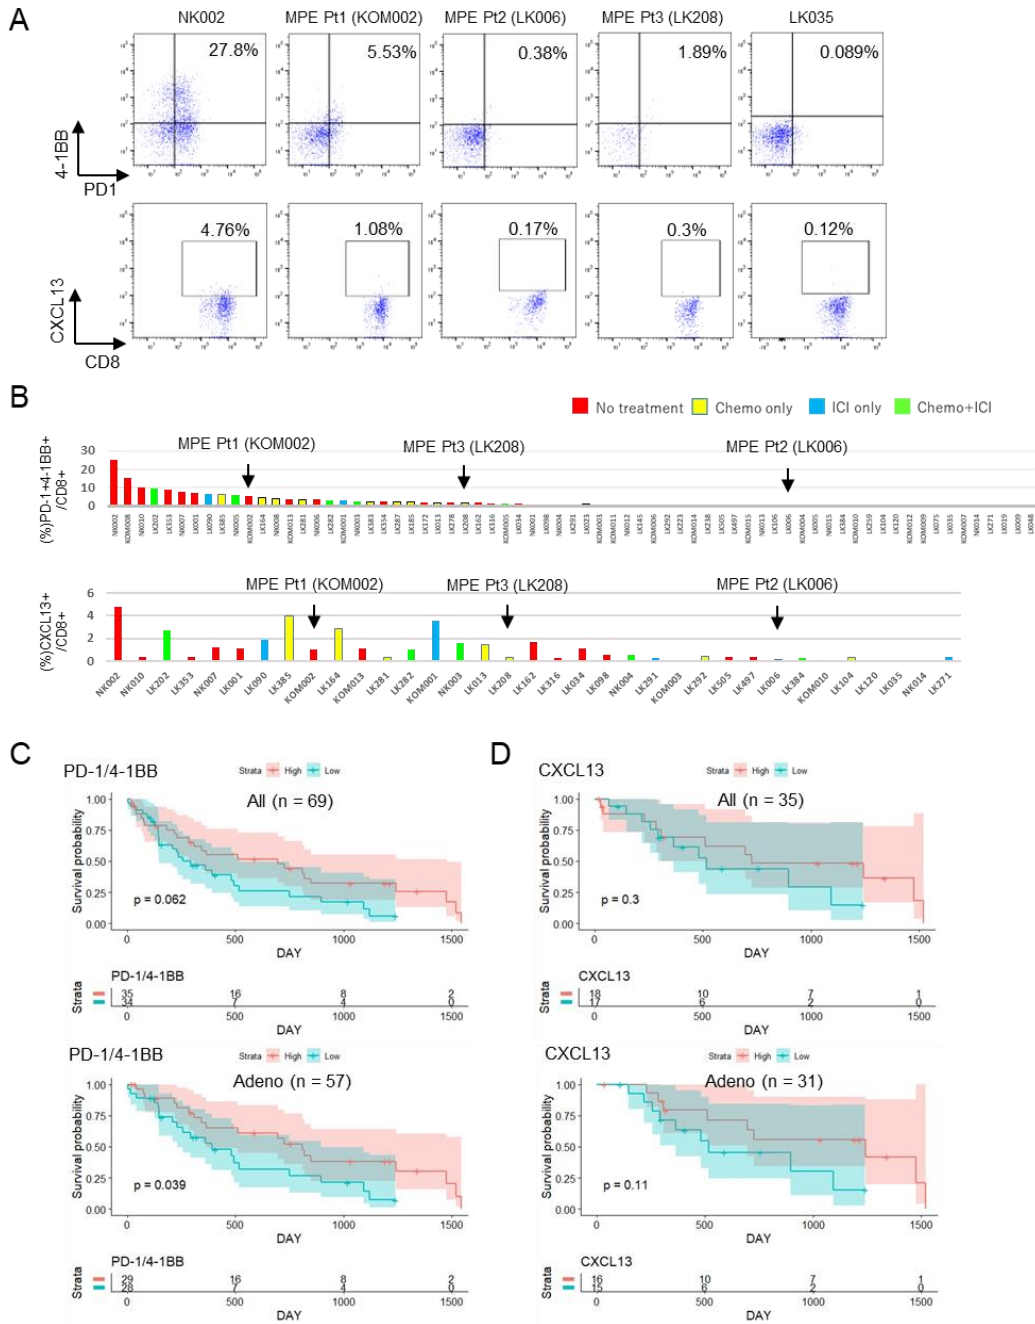 A
NK002 MPE Pt1 (KOM002) MPE Pt2 (LK006) MPE Pt3 (LK208) LK035
27.8% 5.53% 0.38% 1.89% 0.089%
4-1BB
PD1
4.76% 1.08% 0.17% 0.3% 0.12%
CXCL13
CD8
B
No treatment Chemo only ICI only Chemo+ICI
MPE Pt1 (KOM002) MPE Pt3 (LK208) MPE Pt2 (LK006)
(%)PD-1+4-1BB+
/CD8+
30
20
10
0
MPE Pt1 (KOM002) MPE Pt3 (LK208) MPE Pt2 (LK006)
(%)CXCL13+
/CD8+
6
4
2
0
NK002 NK010 LK202 LK353 NK007 LK001 LK090 LK385 KOM002 LK164 KOM013 LK281 LK282 KOM001 NK003 LK013 LK208 LK162 LK316 LK034 LK098 NK004 LK291 KOM003 LK292 LK505 LK497 LK006 LK384 KOM010 LK104 LK120 LK035 NK014 LK271
C
PD-1/4-1BB
Strata High Low
All (n = 69)
Survival probability
1.00
0.75
0.50
0.25
0.00
p = 0.062
0 500 1000 1500
DAY
PD-1/4-1BB
Strata
35 16 8 2
34 7 4 0
0 500 1000 1500
DAY
PD-1/4-1BB
Strata High Low
Adeno (n = 57)
Survival probability
1.00
0.75
0.50
0.25
0.00
p = 0.039
0 500 1000 1500
DAY
PD-1/4-1BB
Strata
29 16 8 2
28 7 4 0
0 500 1000 1500
DAY
D
CXCL13
Strata High Low
All (n = 35)
Survival probability
1.00
0.75
0.50
0.25
0.00
p = 0.3
0 500 1000 1500
DAY
CXCL13
Strata
18 10 7 1
17 6 2 0
0 500 1000 1500
DAY
CXCL13
Strata High Low
Adeno (n = 31)
Survival probability
1.00
0.75
0.50
0.25
0.00
p = 0.11
0 500 1000 1500
DAY
CXCL13
Strata
16 10 7 1
15 6 2 0
0 500 1000 1500
DAY